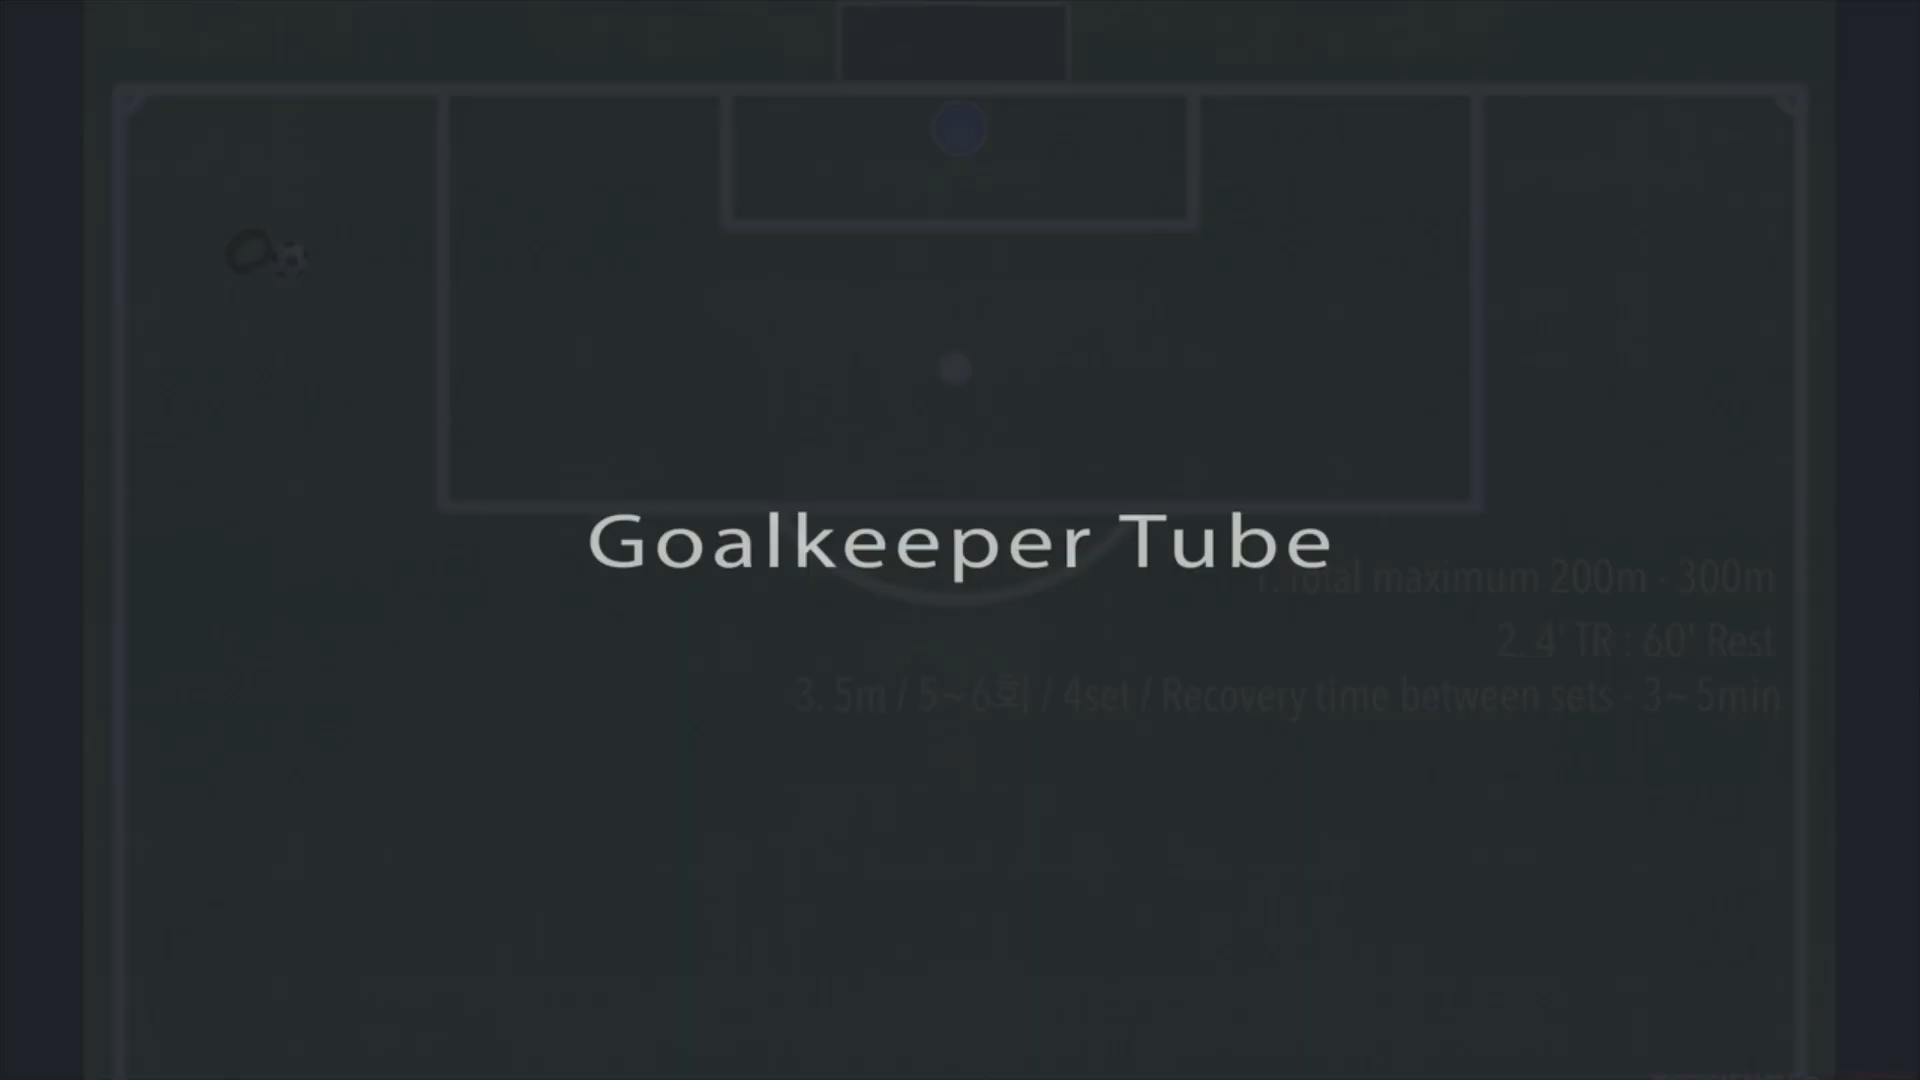 Goalkeeper Tube
1. Total maximum 200m - 300m
2. 4' TR : 60' Rest
3. 5m / 5~6회 / 4set / Recovery time between sets - 3~5min